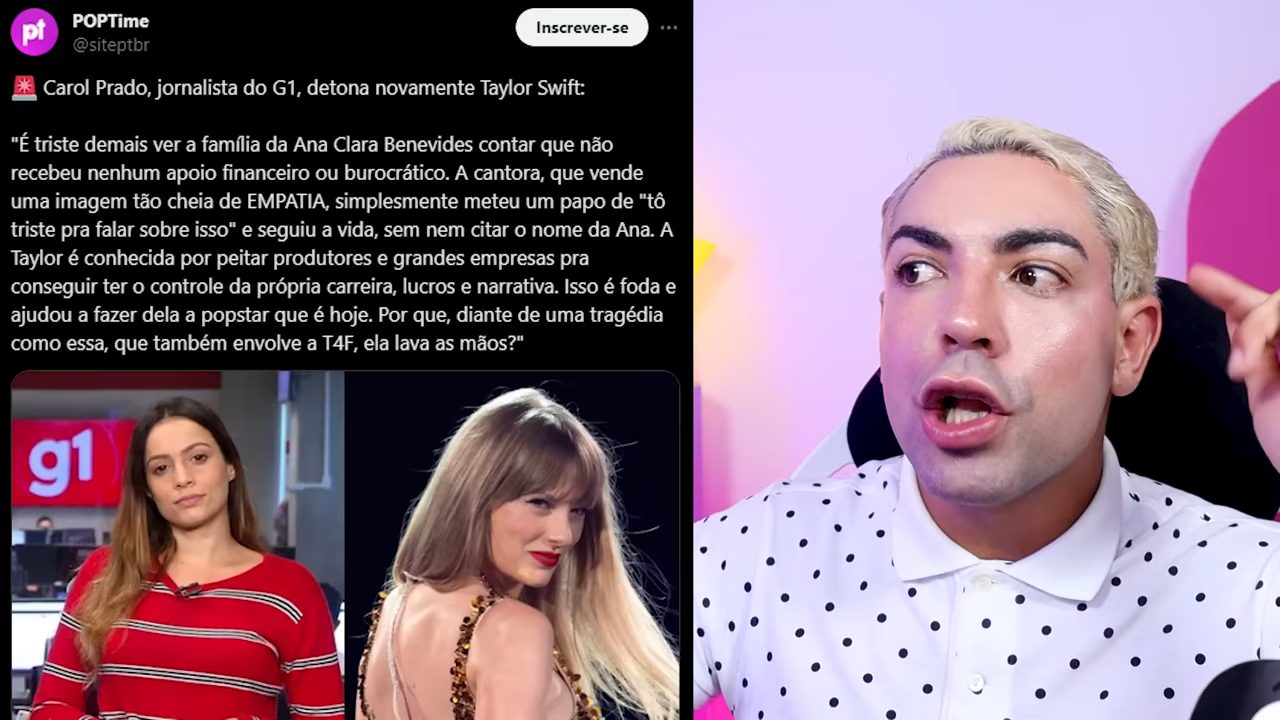 pt
POPTime
@siteptbr
Inscrever-se
🚨 Carol Prado, jornalista do G1, detona novamente Taylor Swift:
"É triste demais ver a família da Ana Clara Benevides contar que não
recebeu nenhum apoio financeiro ou burocrático. A cantora, que vende
uma imagem tão cheia de EMPATIA, simplesmente meteu um papo de "tô
triste pra falar sobre isso" e seguiu a vida, sem nem citar o nome da Ana. A
Taylor é conhecida por peitar produtores e grandes empresas pra
conseguir ter o controle da própria carreira, lucros e narrativa. Isso é foda e
ajudou a fazer dela a popstar que é hoje. Por que, diante de uma tragédia
como essa, que também envolve a T4F, ela lava as mãos?"
g1